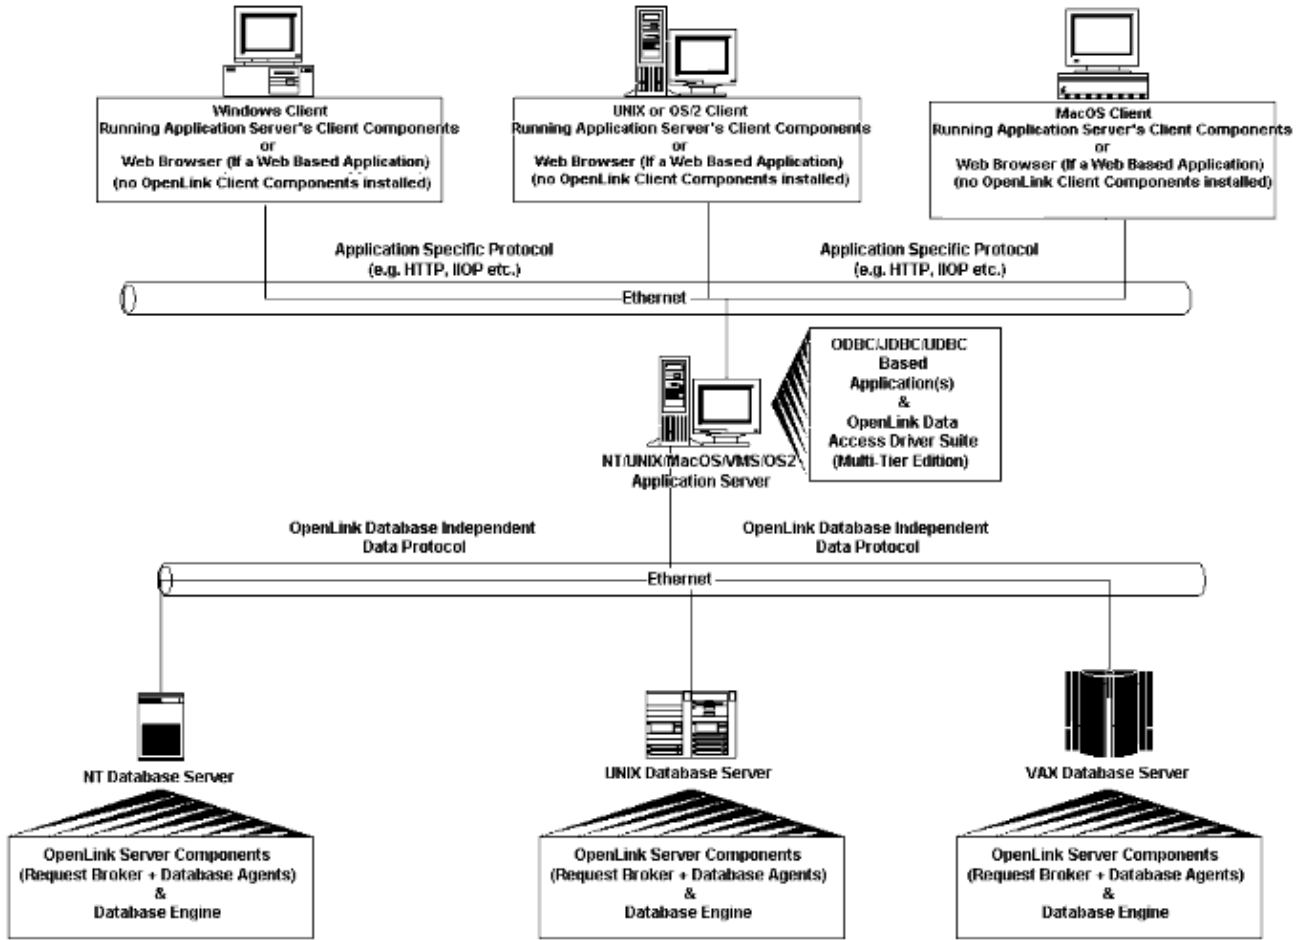 Windows Client
Running Application Server's Client Components
or
Web Browser (If a Web Based Application)
(no OpenLink Client Components installed)
UNIX or OS/2 Client
Running Application Server's Client Components
or
Web Browser (If a Web Based Application)
(no OpenLink Client Components installed)
MacOS Client
Running Application Server's Client Components
or
Web Browser (If a Web Based Application)
(no OpenLink Client Components installed)
Application Specific Protocol
(e.g. HTTP, IIOP etc.)
Application Specific Protocol
(e.g. HTTP, IIOP etc.)
Ethernet
ODBC/JDBC/UDBC
Based
Application(s)
&
OpenLink Data
Access Driver Suite
(Multi-Tier Edition)
NT/UNIX/MacOS/VMS/OS2
Application Server
OpenLink Database Independent
Data Protocol
OpenLink Database Independent
Data Protocol
Ethernet
NT Database Server
UNIX Database Server
VAX Database Server
OpenLink Server Components
(Request Broker + Database Agents)
&
Database Engine
OpenLink Server Components
(Request Broker + Database Agents)
&
Database Engine
OpenLink Server Components
(Request Broker + Database Agents)
&
Database Engine